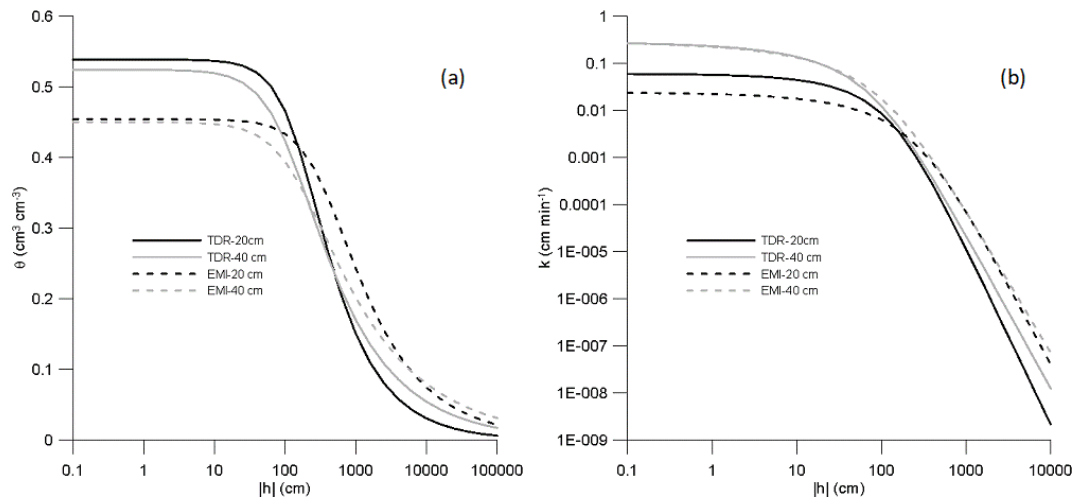 0.6
0.5
0.4
0.3
0.2
0.1
0
θ (cm³ cm⁻³)
(a)
TDR-20cm
TDR-40 cm
EMI-20 cm
EMI-40 cm
0.1 1 10 100 1000 10000 100000
|h| (cm)
1
0.1
0.01
0.001
0.0001
1E-005
1E-006
1E-007
1E-008
1E-009
k (cm min⁻¹)
(b)
TDR-20cm
TDR-40 cm
EMI-20 cm
EMI-40 cm
0.1 1 10 100 1000 10000
|h| (cm)